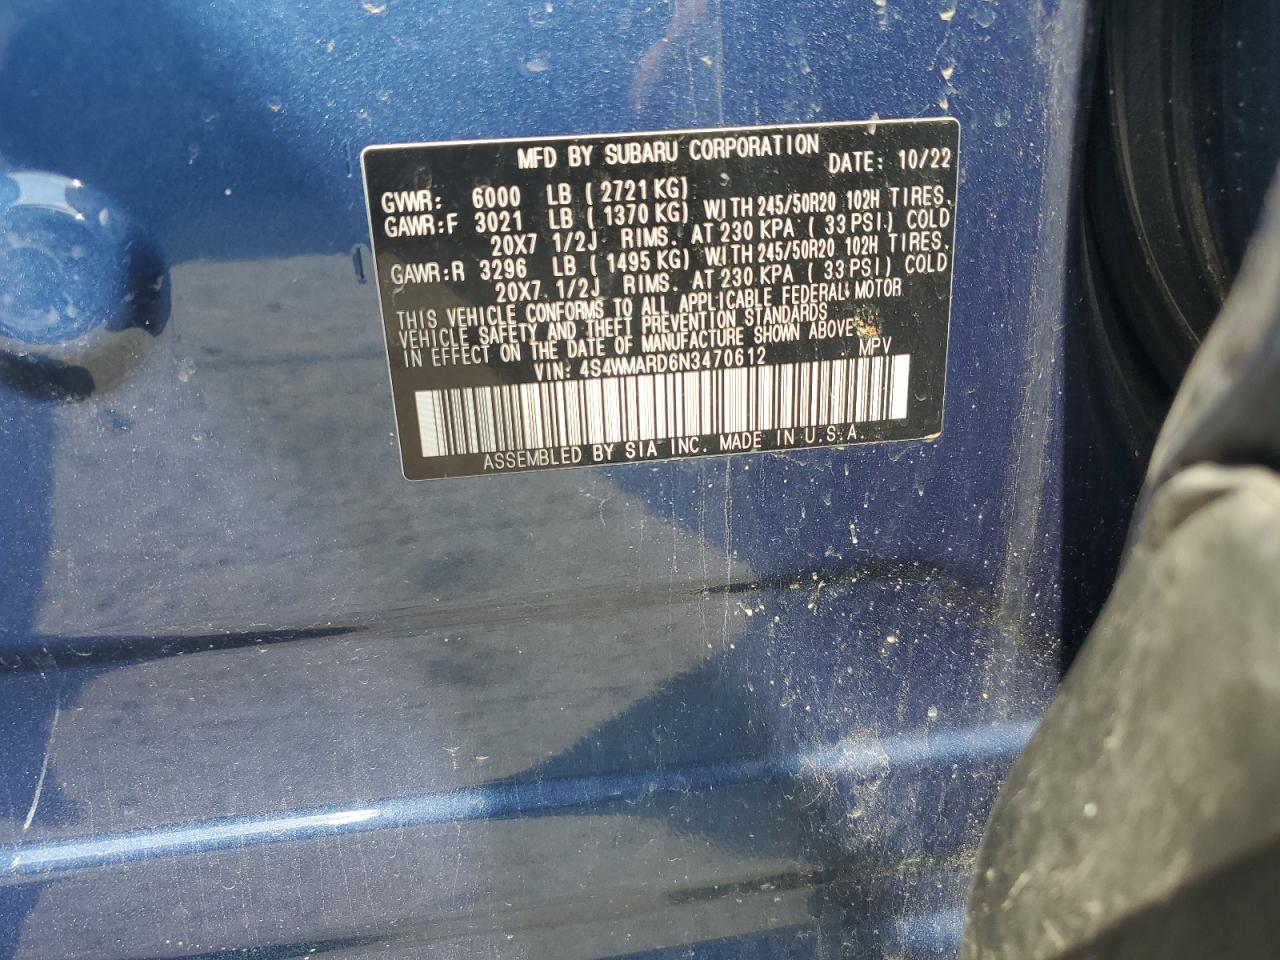 MFD BY SUBARU CORPORATION DATE: 10/22
GVWR: 6000 LB ( 2721 KG)
GAWR:F 3021 LB ( 1370 KG) WITH 245/50R20 102H TIRES,
20X7 1/2J RIMS. AT 230 KPA ( 33 PSI) COLD
GAWR:R 3296 LB ( 1495 KG) WITH 245/50R20 102H TIRES,
20X7 1/2J RIMS. AT 230 KPA ( 33 PSI) COLD
THIS VEHICLE CONFORMS TO ALL APPLICABLE FEDERAL MOTOR
VEHICLE SAFETY AND THEFT PREVENTION STANDARDS
IN EFFECT ON THE DATE OF MANUFACTURE SHOWN ABOVE.
VIN: 4S4WMARD6N3470612 MPV
ASSEMBLED BY SIA INC. MADE IN U.S.A.